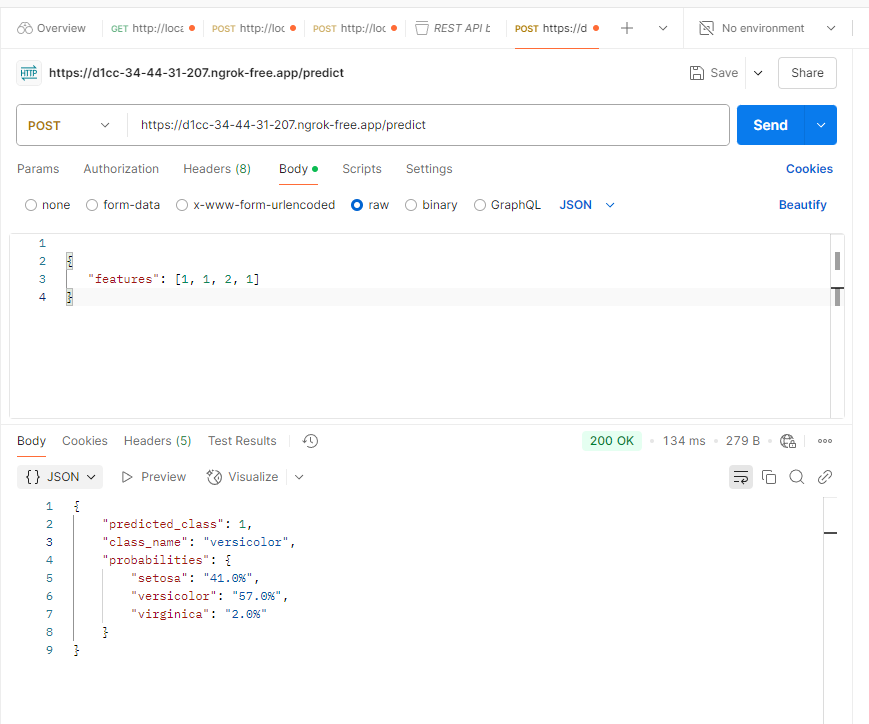 Overview GET http://loca POST http://loc POST http://loc REST API b POST https://d No environment
HTTP https://d1cc-34-44-31-207.ngrok-free.app/predict Save Share
POST https://d1cc-34-44-31-207.ngrok-free.app/predict Send
Params Authorization Headers (8) Body Scripts Settings Cookies
none form-data x-www-form-urlencoded raw binary GraphQL JSON Beautify
1
2 {
3 "features": [1, 1, 2, 1]
4 }
Body Cookies Headers (5) Test Results 200 OK 134 ms 279 B
{} JSON Preview Visualize
1 {
2 "predicted_class": 1,
3 "class_name": "versicolor",
4 "probabilities": {
5 "setosa": "41.0%",
6 "versicolor": "57.0%",
7 "virginica": "2.0%"
8 }
9 }